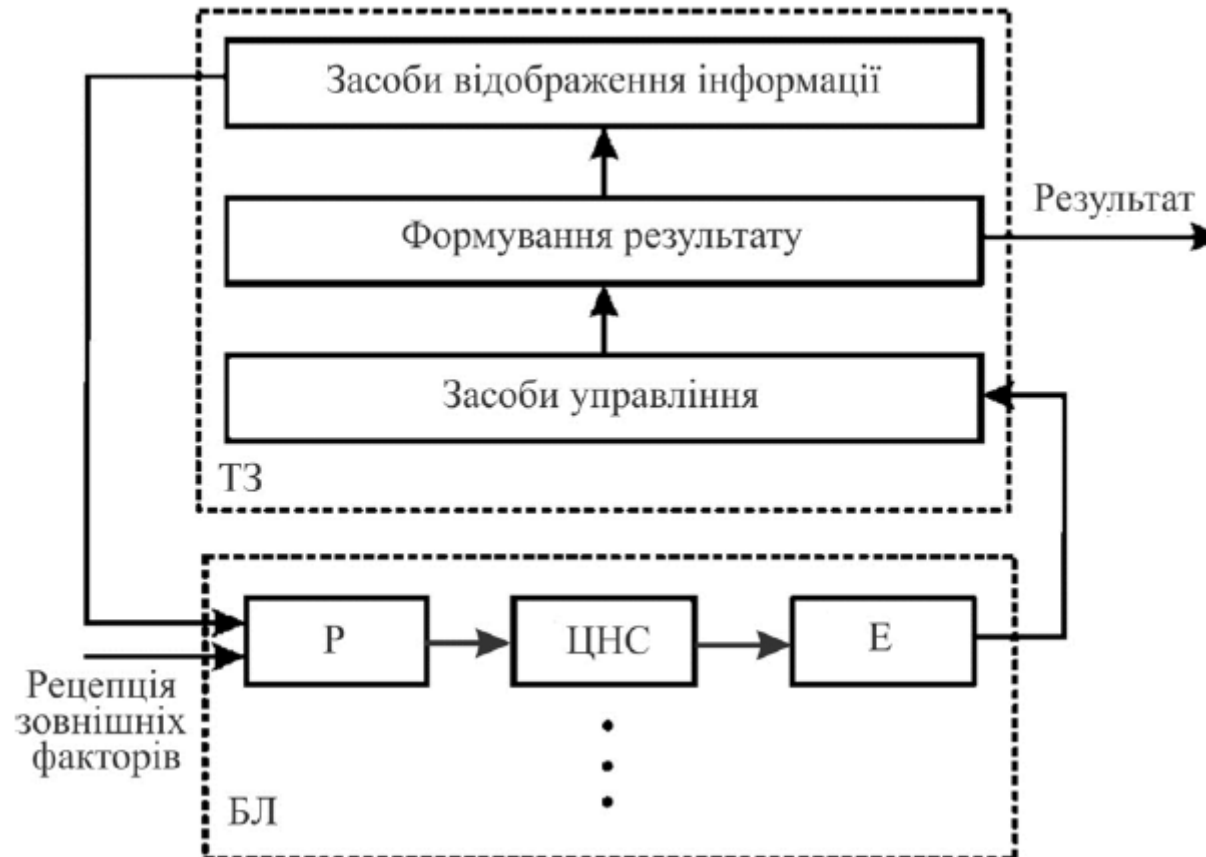 Засоби відображення інформації
Результат
Формування результату
Засоби управління
ТЗ
Р
ЦНС
Е
Рецепція
зовнішніх
факторів
БЛ